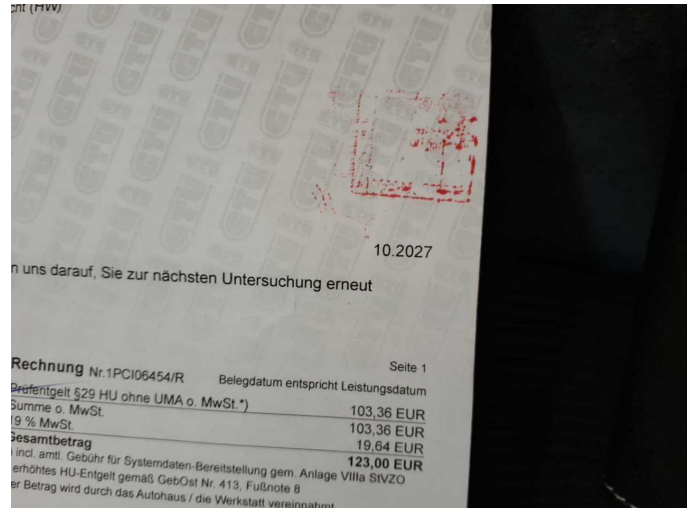 cht (HW)
10.2027
n uns darauf, Sie zur nächsten Untersuchung erneut
Seite 1
Rechnung Nr.1PCI06454/R
Belegdatum entspricht Leistungsdatum
Prüfentgelt §29 HU ohne UMA o. MwSt.*) 103,36 EUR
Summe o. MwSt. 103,36 EUR
19 % MwSt. 19,64 EUR
Gesamtbetrag 123,00 EUR
incl. amtl. Gebühr für Systemdaten-Bereitstellung gem. Anlage VIIIa StVZO
erhöhtes HU-Entgelt gemäß GebOst Nr. 413, Fußnote 8
er Betrag wird durch das Autohaus / die Werkstatt vereinnahmt